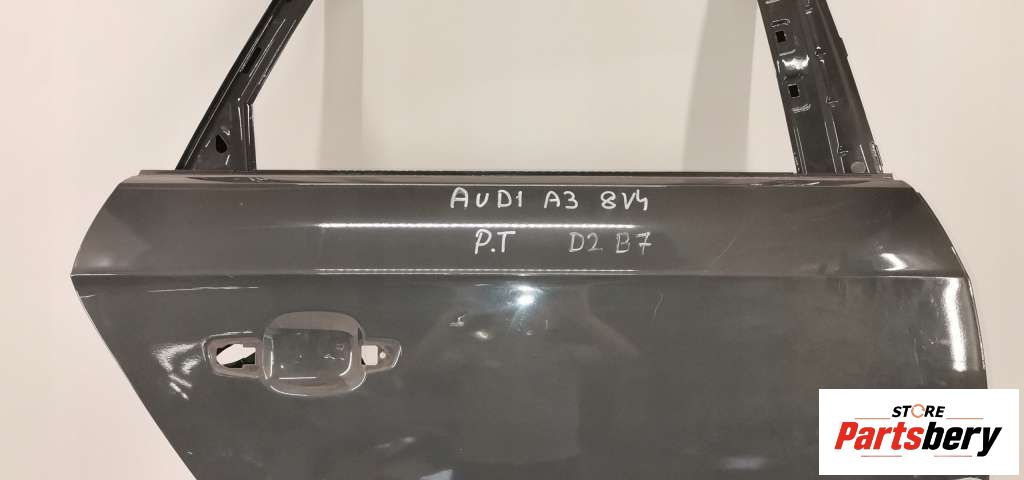 AUDI A3 8V4
P.T D2 B7
STORE
Partsbery